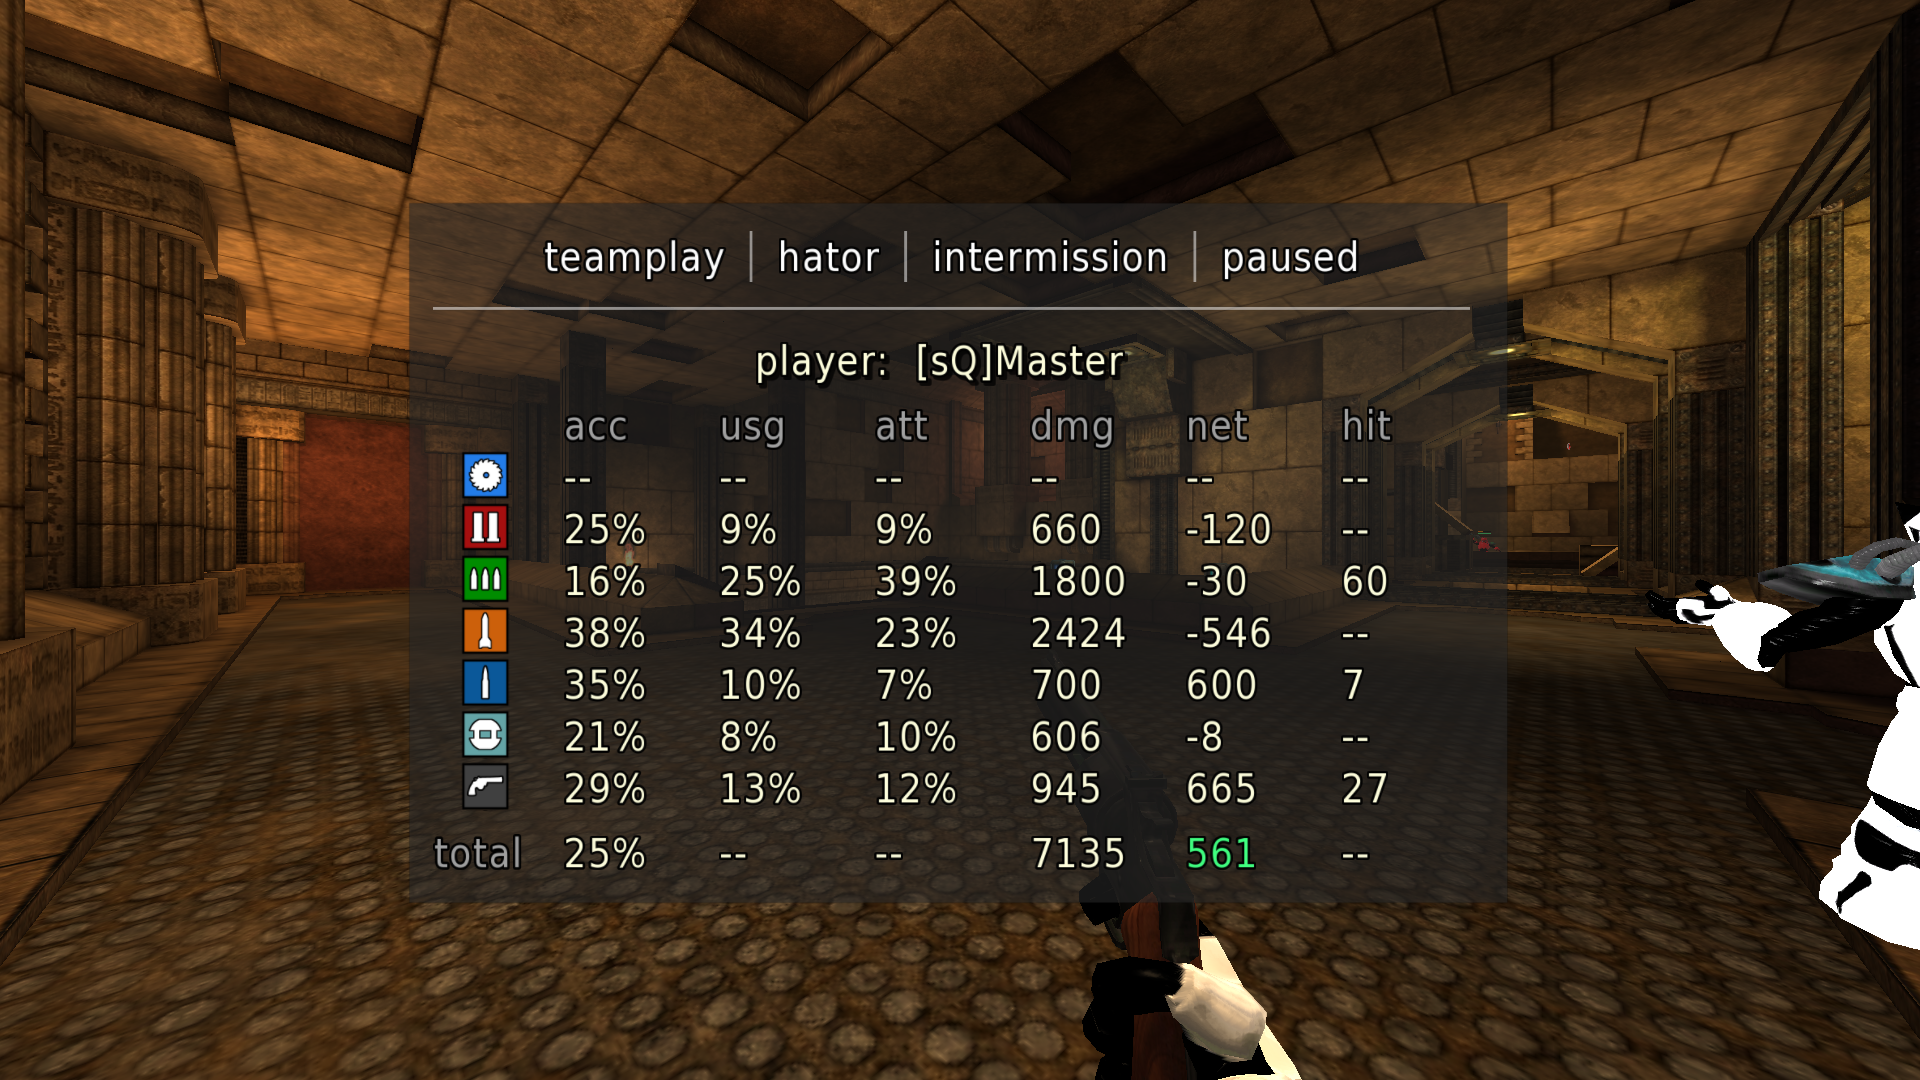 teamplay | hator | intermission | paused
player: [sQ]Master
acc usg att dmg net hit
-- -- -- -- -- --
25% 9% 9% 660 -120 --
16% 25% 39% 1800 -30 60
38% 34% 23% 2424 -546 --
35% 10% 7% 700 600 7
21% 8% 10% 606 -8 --
29% 13% 12% 945 665 27
total 25% -- -- 7135 561 --